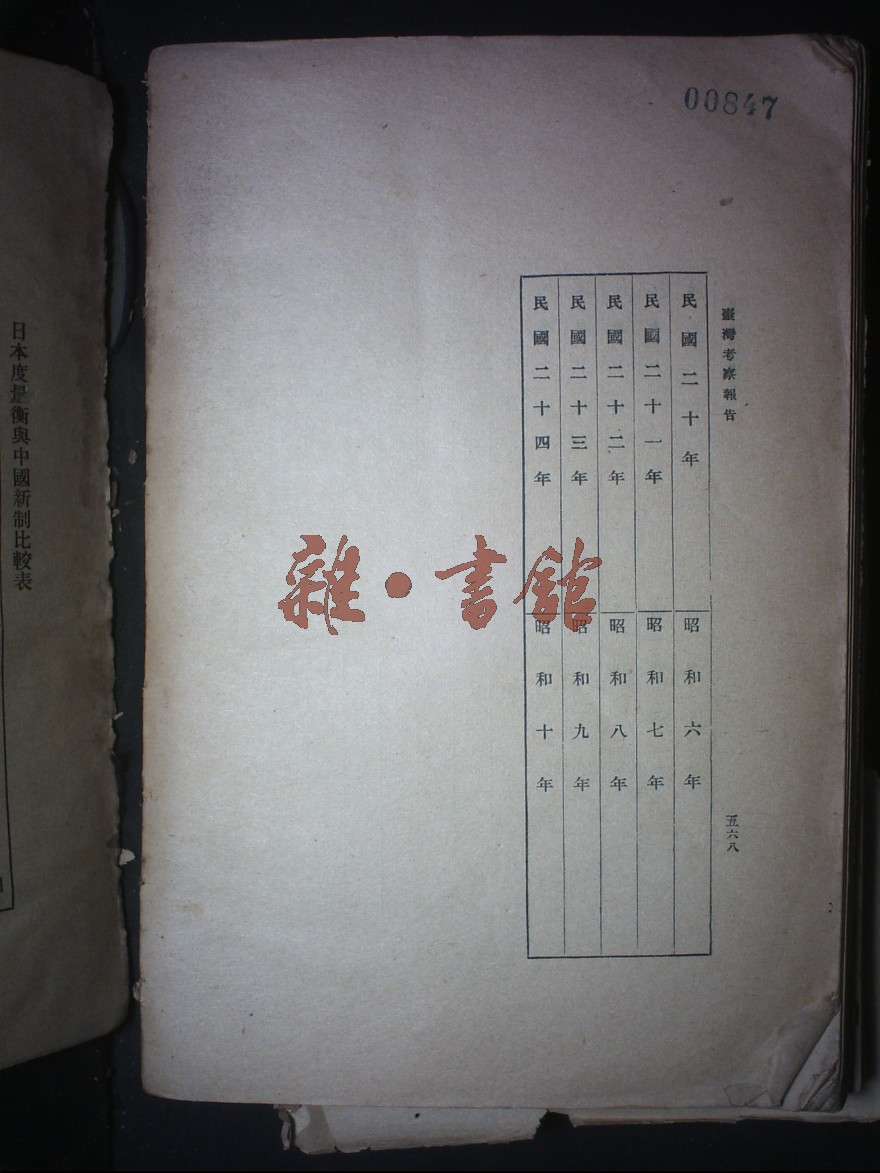 00847
臺灣考察報告
五六八
民國二十年
昭和六年
民國二十一年
昭和七年
民國二十二年
昭和八年
民國二十三年
昭和九年
民國二十四年
昭和十年
雜·書館
日本度量衡與中國新制比較表